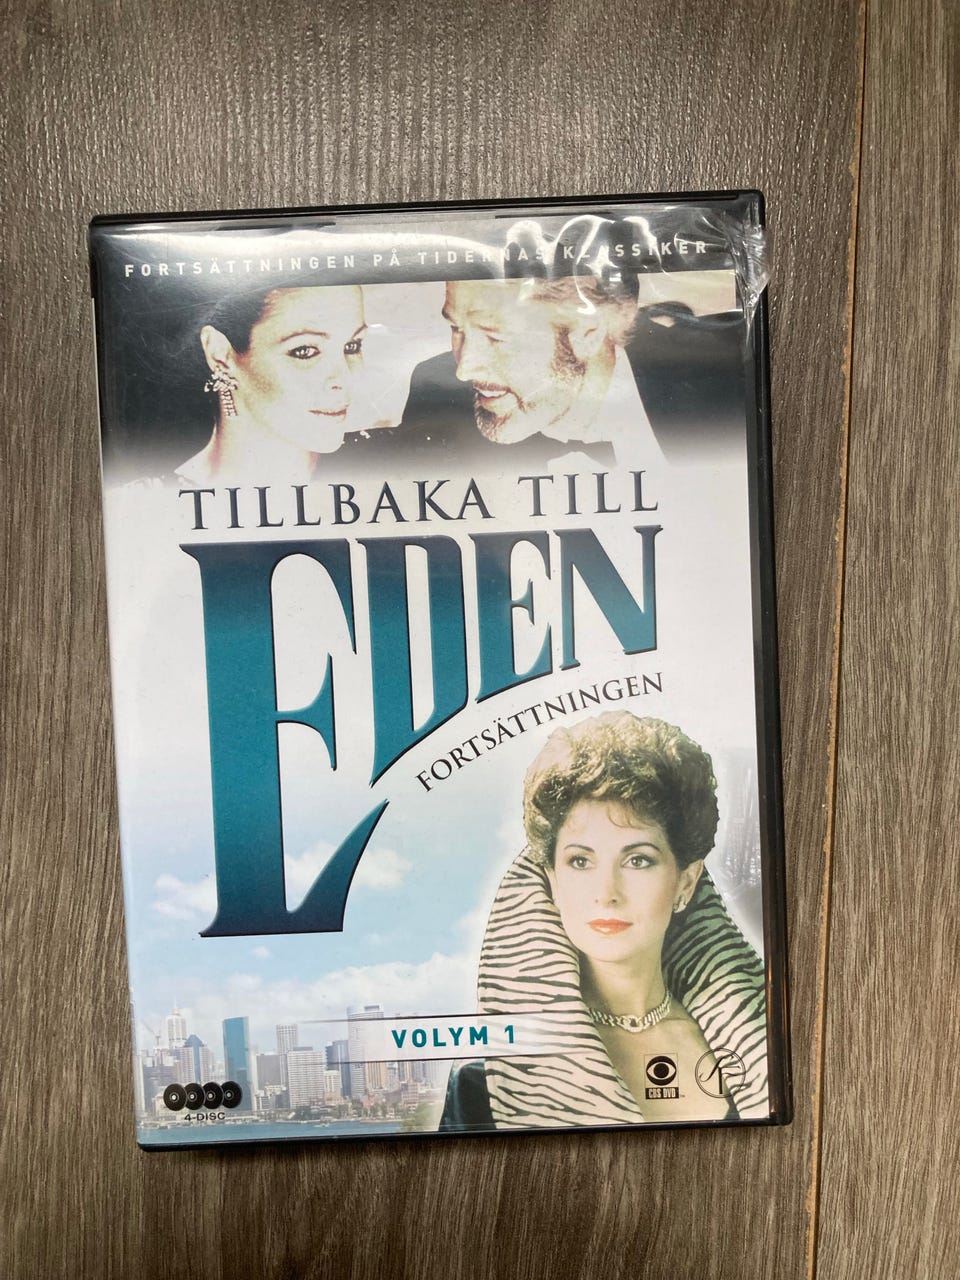 FORTSÄTTNINGEN PÅ TIDERNAS KLASSIKER
TILLBAKA TILL
EDEN
FORTSÄTTNINGEN
VOLYM 1
4-DISC
CBS DVD